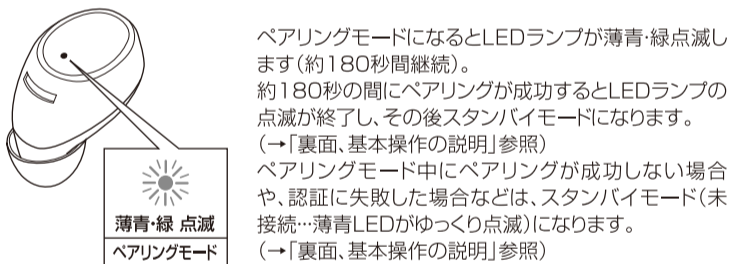 ペアリングモードになるとLEDランプが薄青・緑点滅し
ます(約180秒間継続)。
約180秒の間にペアリングが成功するとLEDランプの
点滅が終了し、その後スタンバイモードになります。
(→「裏面、基本操作の説明」参照)
ペアリングモード中にペアリングが成功しない場合
や、認証に失敗した場合などは、スタンバイモード(未
接続…薄青LEDがゆっくり点滅)になります。
(→「裏面、基本操作の説明」参照)
薄青・緑 点滅
ペアリングモード